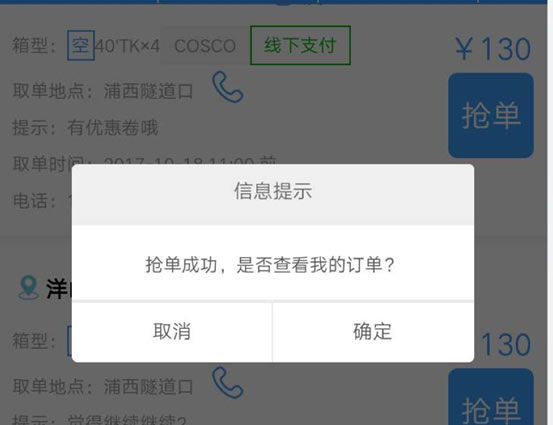 箱型： 空 40'TK×4 COSCO 线下支付 ￥130
取单地点：浦西隧道口
抢单
提示：有优惠卷哦
取单时间：2017-10-18 11:00 前
电话：
信息提示
抢单成功，是否查看我的订单？
取消 确定
洋
箱型： 130
取单地点：浦西隧道口
抢单
提示：觉得继续继续?